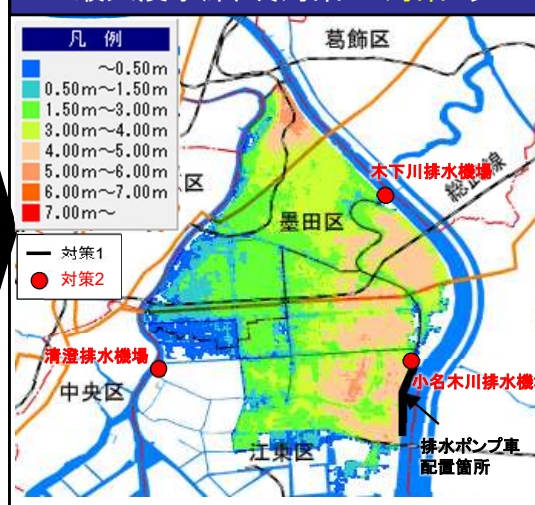 凡 例
～0.50m
0.50m～1.50m
1.50m～3.00m
3.00m～4.00m
4.00m～5.00m
5.00m～6.00m
6.00m～7.00m
7.00m～
対策1
対策2
葛飾区
木下川排水機場
総武線
区
墨田区
清澄排水機場
中央区
小名木川排水機
排水ポンプ車
配置箇所
江東区